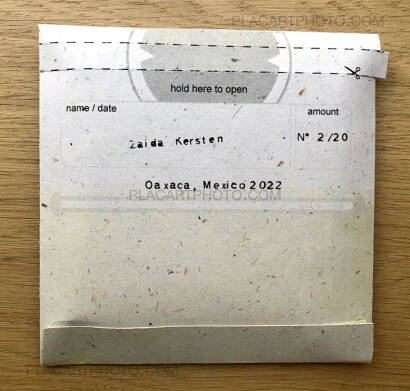 PLACARTPHOTO.COM
hold here to open
name / date
amount
Zaida Kersten
N° 2/20
Oaxaca, Mexico 2022
PLACARTPHOTO.COM
PLACARTPHOTO.COM